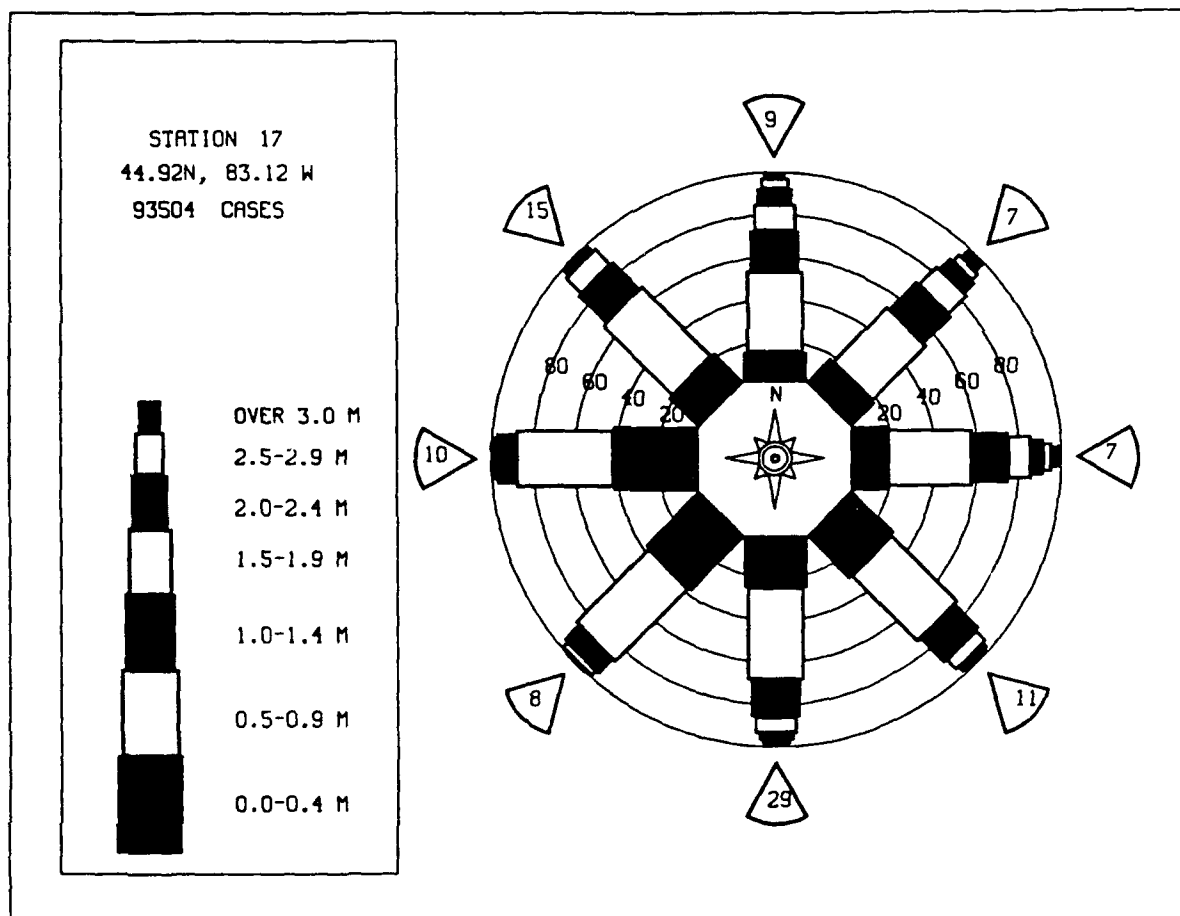 STATION 17
44.92N, 83.12 W
93504 CASES
OVER 3.0 M
2.5-2.9 M
2.0-2.4 M
1.5-1.9 M
1.0-1.4 M
0.5-0.9 M
0.0-0.4 M
9
15
7
80
60
40
20
N
20
40
60
80
10
7
8
11
29